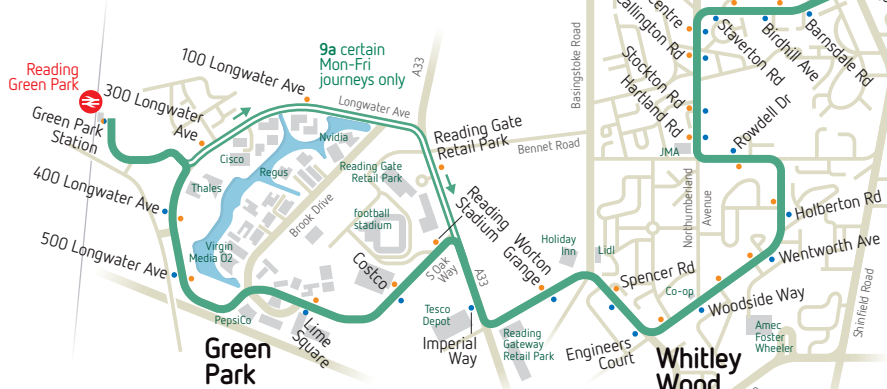 Reading
Green Park
Green Park
Station
300 Longwater
Ave
100 Longwater Ave
9a certain
Mon-Fri
journeys only
A33
Longwater Ave
400 Longwater Ave
500 Longwater Ave
Cisco
Thales
Regus
Nvidia
Virgin
Media O2
Brook Drive
PepsiCo
Green
Park
Lime
Square
Costco
Reading Gate
Retail Park
football
stadium
Reading Gate
Retail Park
Reading
Stadium
S Oak
Way
A33
Tesco
Depot
Imperial
Way
Worton
Grange
Reading
Gateway
Retail Park
Holiday
Inn
Lidl
Bennet Road
Basingstoke Road
Engineers
Court
Spencer Rd
Co-op
Whitley
Wood
Woodside Way
Wentworth Ave
Holberton Rd
Amec
Foster
Wheeler
Shinfield Road
Northumberland
Avenue
JMA
Rowdell Dr
Hartland Rd
Stockton Rd
Callington Rd
Centre
Staverton Rd
Birdhill Ave
Barnsdale Rd